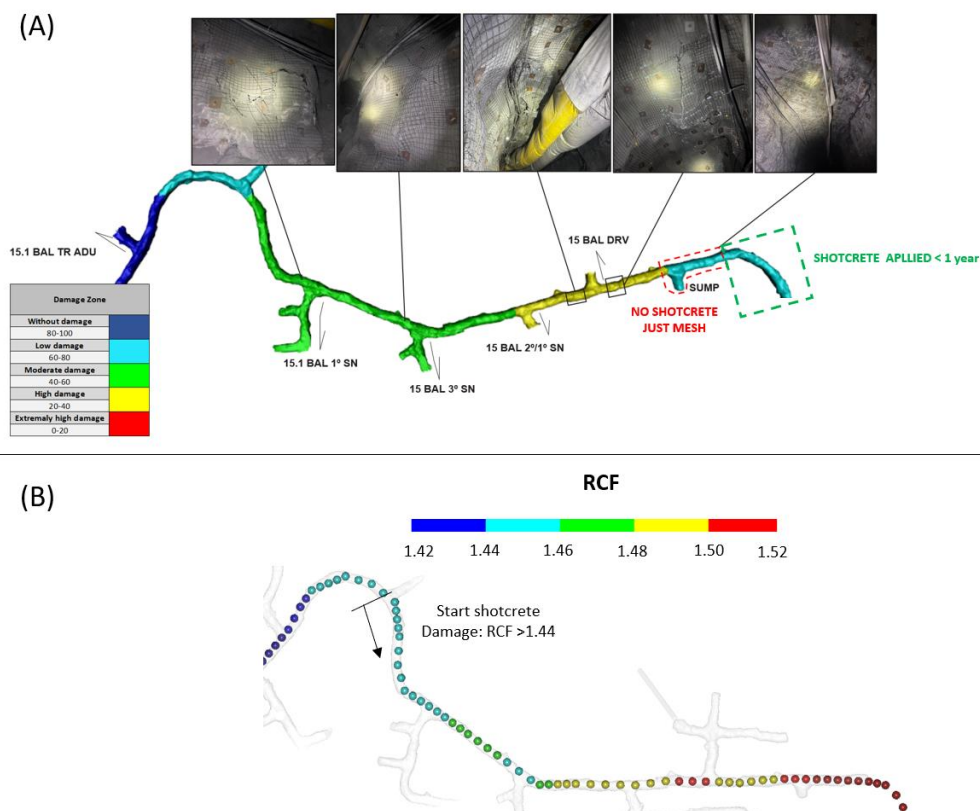 (A)
15.1 BAL TR ADU
15 BAL DRV
SHOTCRETE APLLIED < 1 year
SUMP
NO SHOTCRETE
JUST MESH
15.1 BAL 1º SN
15 BAL 3º SN
15 BAL 2º/1º SN
Damage Zone
Without damage
80-100
Low damage
60-80
Moderate damage
40-60
High damage
20-40
Extremaly high damage
0-20
(B)
RCF
1.42 1.44 1.46 1.48 1.50 1.52
Start shotcrete
Damage: RCF >1.44